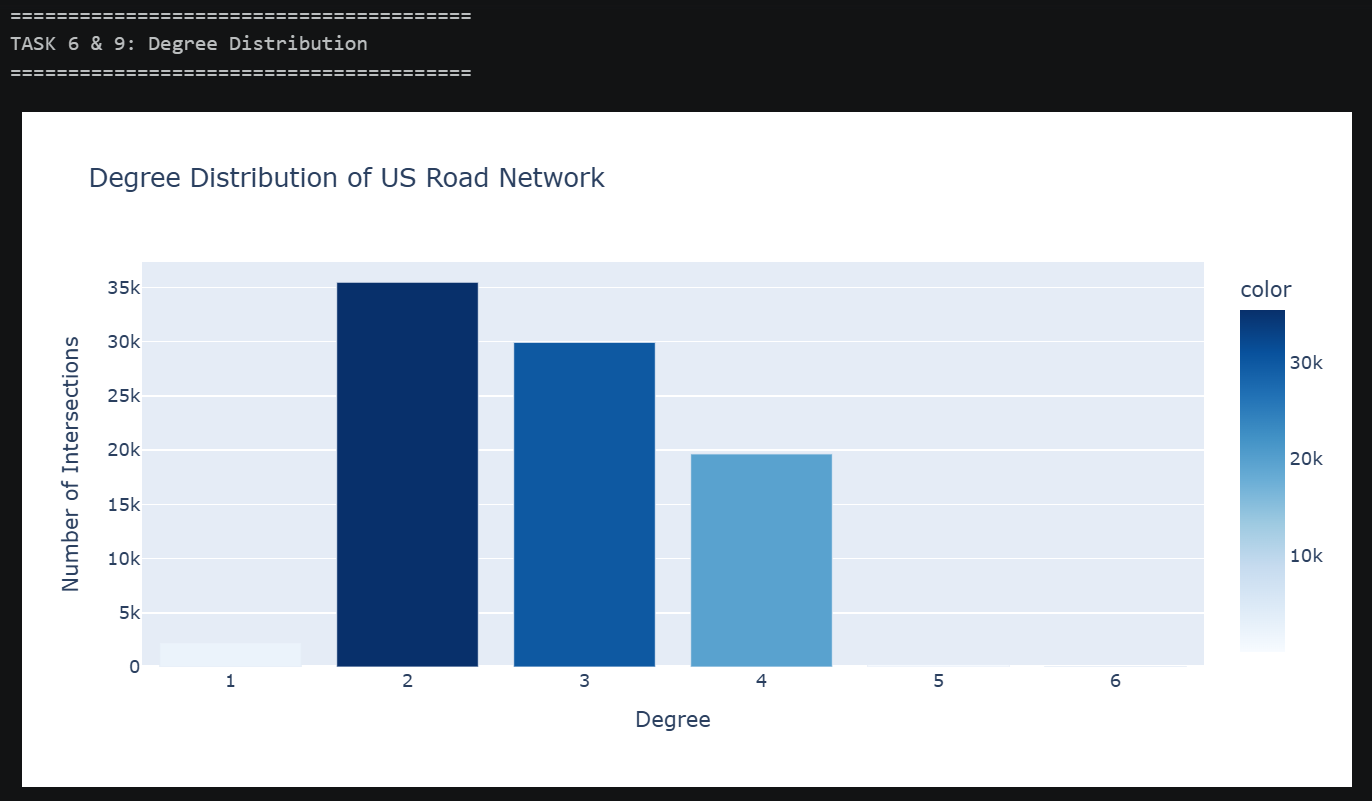 ========================================
TASK 6 & 9: Degree Distribution
========================================
Degree Distribution of US Road Network
Number of Intersections
35k
30k
25k
20k
15k
10k
5k
0
1 2 3 4 5 6
Degree
color
30k
20k
10k